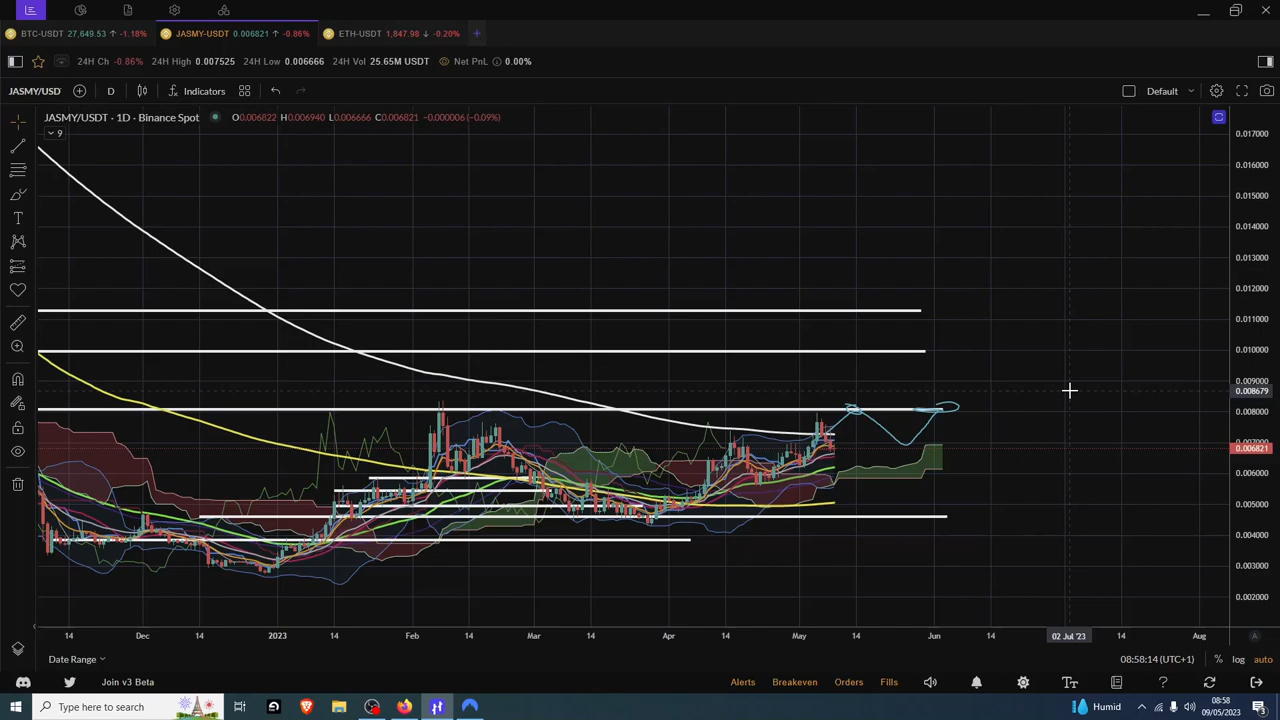 BTC-USDT 27,649.53 ↑ -1.18% JASMY-USDT 0.006821 ↑ -0.86% ETH-USDT 1,847.98 ↓ -0.20% +
24H Ch -0.86% 24H High 0.007525 24H Low 0.006666 24H Vol 25.65M USDT Net PnL 0.00%
JASMY/USD D Indicators Default
JASMY/USDT · 1D · Binance Spot O0.006822 H0.006940 L0.006666 C0.006821 −0.000006 (−0.09%)
9
0.017000
0.016000
0.015000
0.014000
0.013000
0.012000
0.011000
0.010000
0.009000
0.008679
0.008000
0.006821
0.006000
0.005000
0.004000
0.003000
0.002000
14 Dec 14 2023 14 Feb 14 Mar 14 Apr 14 May 14 Jun 14 02 Jul '23 14 Aug A
Date Range 08:58:14 (UTC+1) % log auto
Join v3 Beta Alerts Breakeven Orders Fills
Type here to search Humid 08:58
09/05/2023